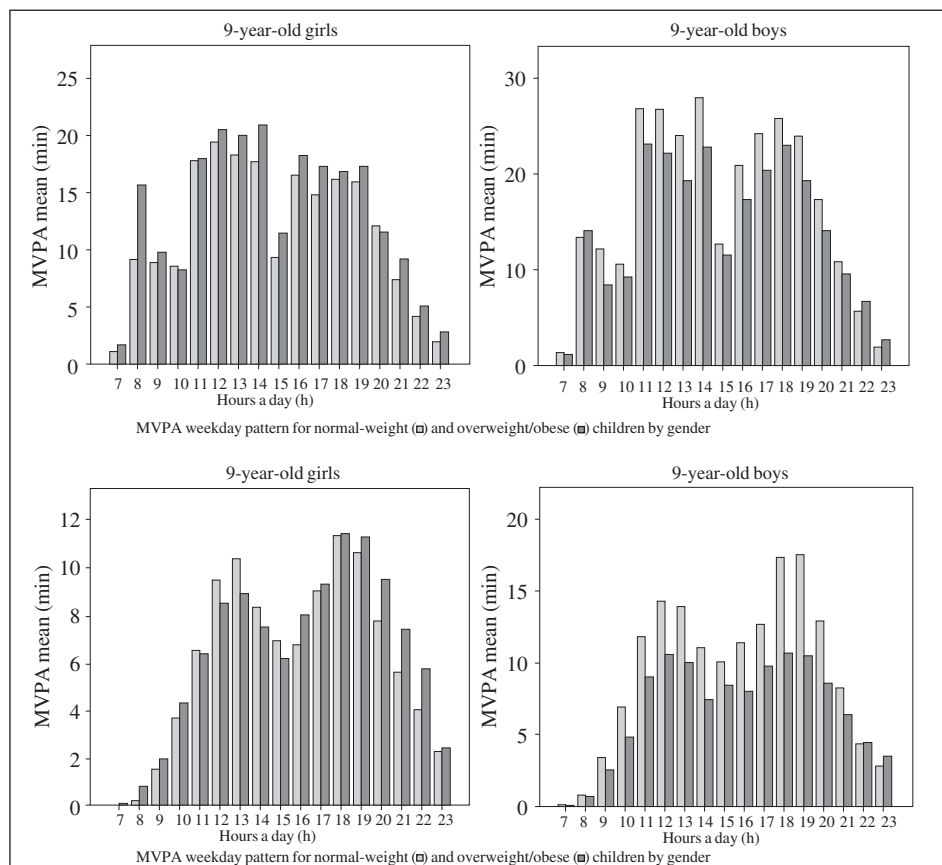 9-year-old girls
9-year-old boys
MVPA mean (min)
25
20
15
10
5
0
7 8 9 10 11 12 13 14 15 16 17 18 19 20 21 22 23
Hours a day (h)
MVPA mean (min)
30
20
10
0
7 8 9 10 11 12 13 14 15 16 17 18 19 20 21 22 23
Hours a day (h)
MVPA weekday pattern for normal-weight (□) and overweight/obese (■) children by gender
9-year-old girls
9-year-old boys
MVPA mean (min)
12
10
8
6
4
2
0
7 8 9 10 11 12 13 14 15 16 17 18 19 20 21 22 23
Hours a day (h)
MVPA mean (min)
20
15
10
5
0
7 8 9 10 11 12 13 14 15 16 17 18 19 20 21 22 23
Hours a day (h)
MVPA weekday pattern for normal-weight (□) and overweight/obese (■) children by gender